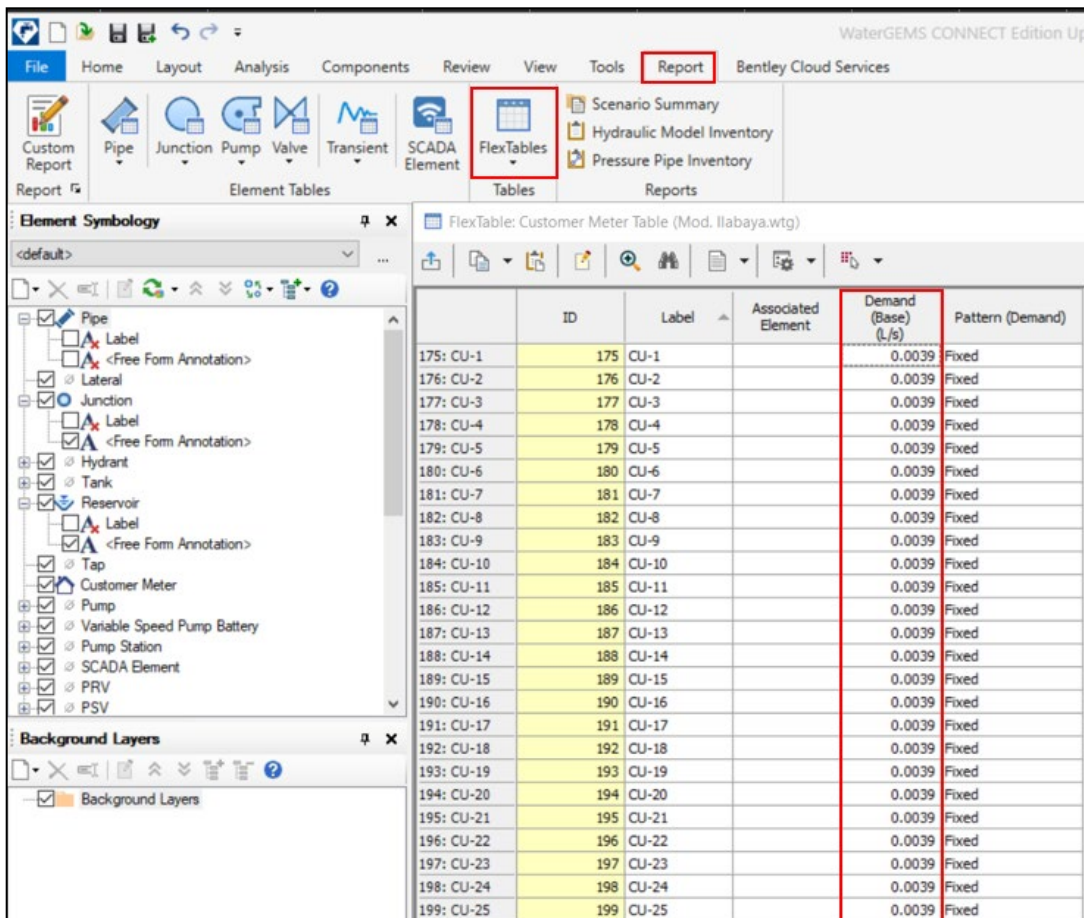 WaterGEMS CONNECT Edition Up
File Home Layout Analysis Components Review View Tools Report Bentley Cloud Services
Custom Report
Pipe
Junction
Pump
Valve
Transient
SCADA Element
FlexTables
Scenario Summary
Hydraulic Model Inventory
Pressure Pipe Inventory
Report Element Tables Tables Reports
Element Symbology
<default>
...
Pipe
Label
<Free Form Annotation>
Lateral
Junction
Label
<Free Form Annotation>
Hydrant
Tank
Reservoir
Label
<Free Form Annotation>
Tap
Customer Meter
Pump
Variable Speed Pump Battery
Pump Station
SCADA Element
PRV
PSV
Background Layers
Background Layers
FlexTable: Customer Meter Table (Mod. Ilabaya.wtg)
ID Label Associated Element Demand (Base) (L/s) Pattern (Demand)
175: CU-1 175 CU-1 0.0039 Fixed
176: CU-2 176 CU-2 0.0039 Fixed
177: CU-3 177 CU-3 0.0039 Fixed
178: CU-4 178 CU-4 0.0039 Fixed
179: CU-5 179 CU-5 0.0039 Fixed
180: CU-6 180 CU-6 0.0039 Fixed
181: CU-7 181 CU-7 0.0039 Fixed
182: CU-8 182 CU-8 0.0039 Fixed
183: CU-9 183 CU-9 0.0039 Fixed
184: CU-10 184 CU-10 0.0039 Fixed
185: CU-11 185 CU-11 0.0039 Fixed
186: CU-12 186 CU-12 0.0039 Fixed
187: CU-13 187 CU-13 0.0039 Fixed
188: CU-14 188 CU-14 0.0039 Fixed
189: CU-15 189 CU-15 0.0039 Fixed
190: CU-16 190 CU-16 0.0039 Fixed
191: CU-17 191 CU-17 0.0039 Fixed
192: CU-18 192 CU-18 0.0039 Fixed
193: CU-19 193 CU-19 0.0039 Fixed
194: CU-20 194 CU-20 0.0039 Fixed
195: CU-21 195 CU-21 0.0039 Fixed
196: CU-22 196 CU-22 0.0039 Fixed
197: CU-23 197 CU-23 0.0039 Fixed
198: CU-24 198 CU-24 0.0039 Fixed
199: CU-25 199 CU-25 0.0039 Fixed